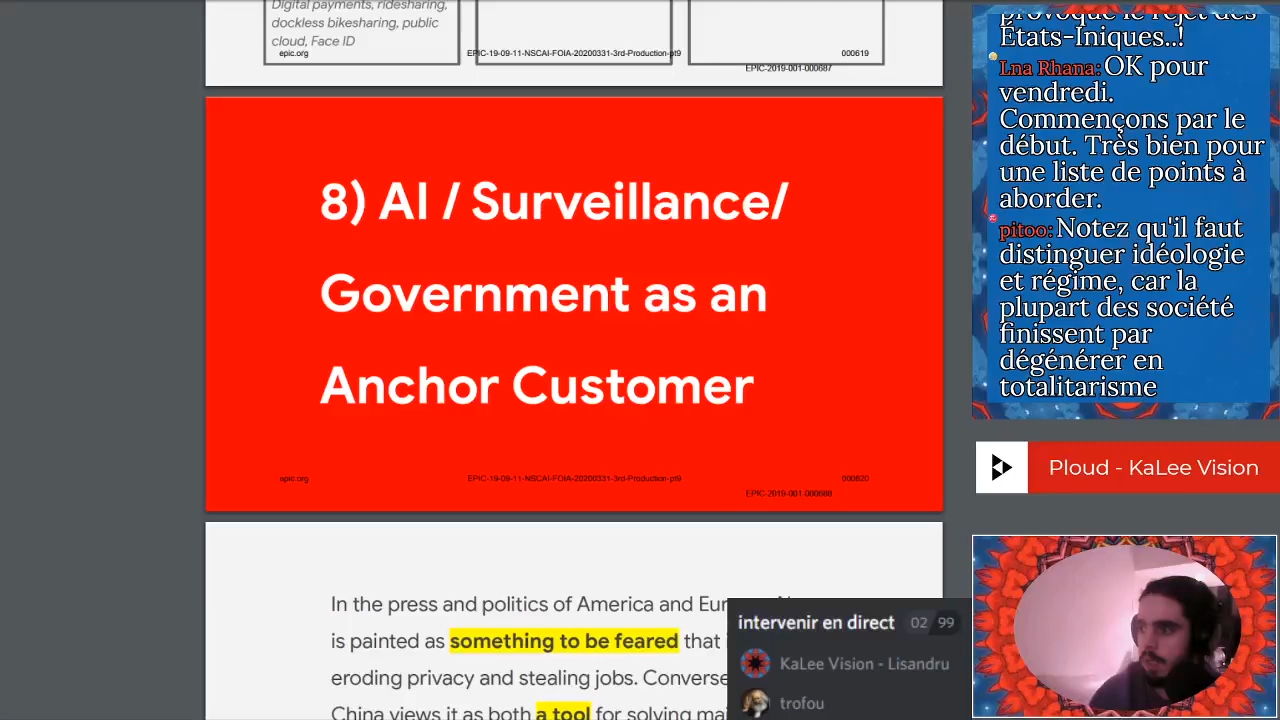 Digital payments, ridesharing,
dockless bikesharing, public
cloud, Face ID
epic.org
EPIC-19-09-11-NSCAI-FOIA-20200331-3rd-Production-pt9
000619
EPIC-2019-001-000687
8) AI / Surveillance/
Government as an
Anchor Customer
epic.org
EPIC-19-09-11-NSCAI-FOIA-20200331-3rd-Production-pt9
000620
EPIC-2019-001-000688
In the press and politics of America and
is painted as something to be feared that
eroding privacy and stealing jobs.
China views it as both a tool for solving
provoque le rejet des
Etats-Iniques..!
Lna Rhana: OK pour
vendredi.
Commençons par le
début. Très bien pour
une liste de points à
aborder.
pitoo: Notez qu'il faut
distinguer idéologie
et régime, car la
plupart des société
finissent par
dégénérer en
totalitarisme
Ploud - KaLee Vision
intervenir en direct 02 99
KaLee Vision - Lisandru
trofou